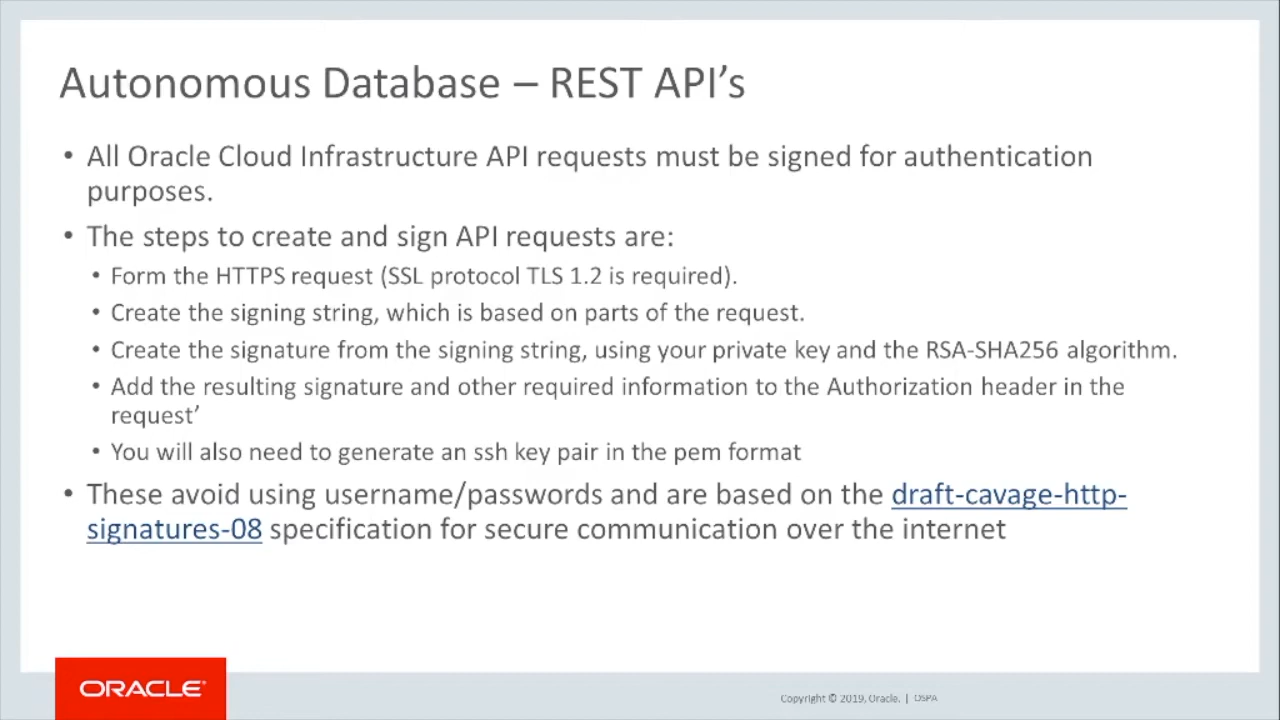 Autonomous Database – REST API’s
• All Oracle Cloud Infrastructure API requests must be signed for authentication
purposes.
• The steps to create and sign API requests are:
• Form the HTTPS request (SSL protocol TLS 1.2 is required).
• Create the signing string, which is based on parts of the request.
• Create the signature from the signing string, using your private key and the RSA-SHA256 algorithm.
• Add the resulting signature and other required information to the Authorization header in the
request’
• You will also need to generate an ssh key pair in the pem format
• These avoid using username/passwords and are based on the draft-cavage-http-
signatures-08 specification for secure communication over the internet
ORACLE®
Copyright © 2019, Oracle. | OSPA